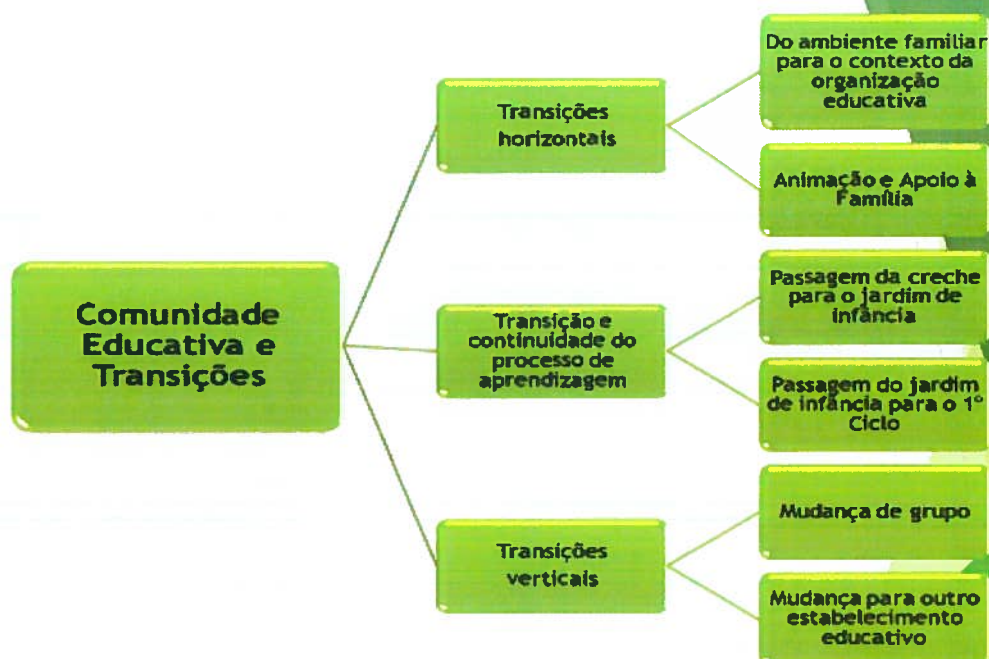 Comunidade
Educativa e
Transições
Transições
horizontais
Do ambiente familiar
para o contexto da
organização
educativa
Animação e Apoio à
Família
Transição e
continuidade do
processo de
aprendizagem
Passagem da creche
para o jardim de
infância
Passagem do jardim
de infância para o 1º
Ciclo
Transições
verticais
Mudança de grupo
Mudança para outro
estabelecimento
educativo